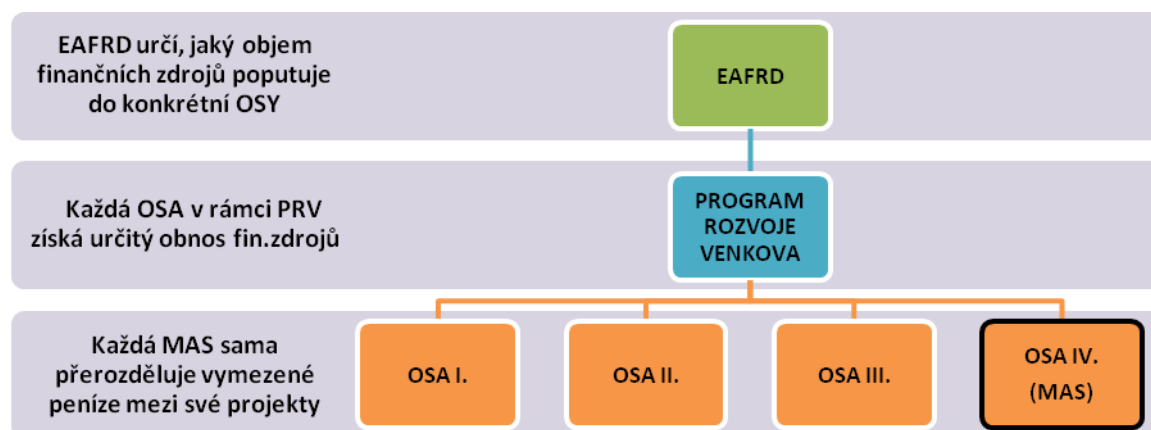 EAFRD určí, jaký objem
finančních zdrojů poputuje
do konkrétní OSY
EAFRD
Každá OSA v rámci PRV
získá určitý obnos fin.zdrojů
PROGRAM
ROZVOJE
VENKOVA
Každá MAS sama
přerozděluje vymezené
peníze mezi své projekty
OSA I.
OSA II.
OSA III.
OSA IV.
(MAS)